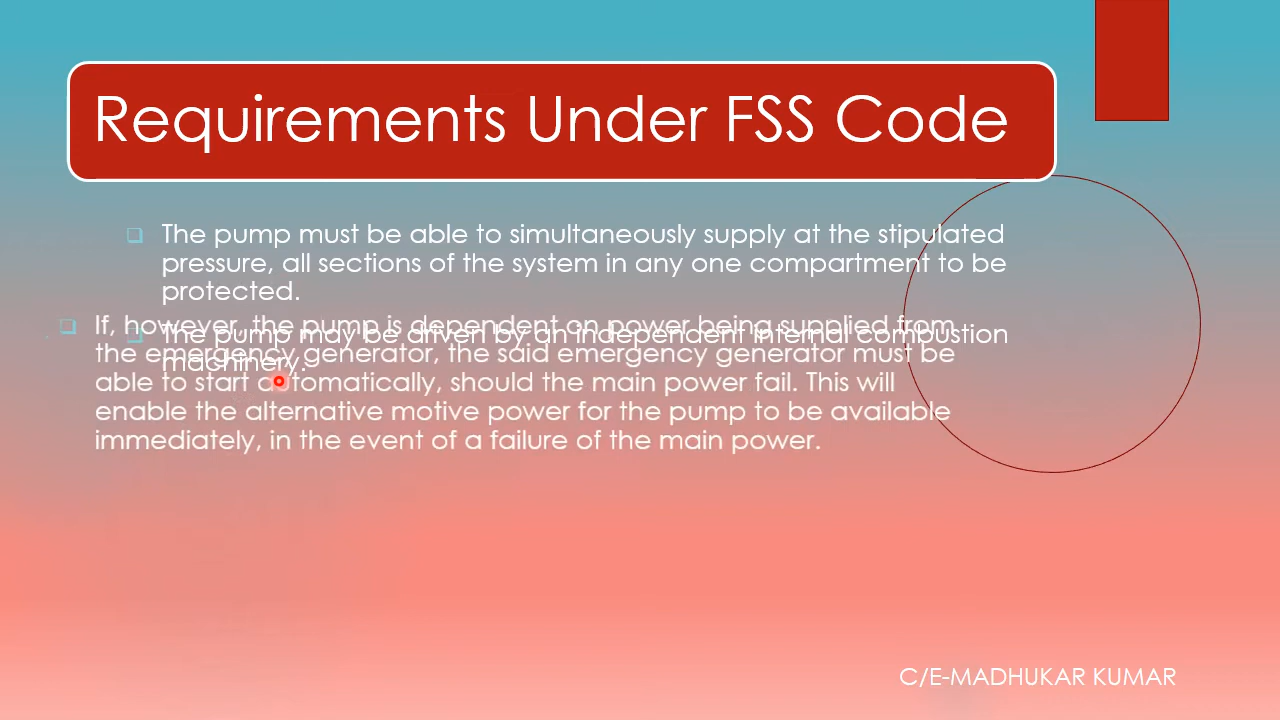 Requirements Under FSS Code
The pump must be able to simultaneously supply at the stipulated
pressure, all sections of the system in any one compartment to be
protected.
The pump may be driven by an independent internal combustion
machinery.
If, however, the pump is dependent on power being supplied from
the emergency generator, the said emergency generator must be
able to start automatically, should the main power fail. This will
enable the alternative motive power for the pump to be available
immediately, in the event of a failure of the main power.
C/E-MADHUKAR KUMAR